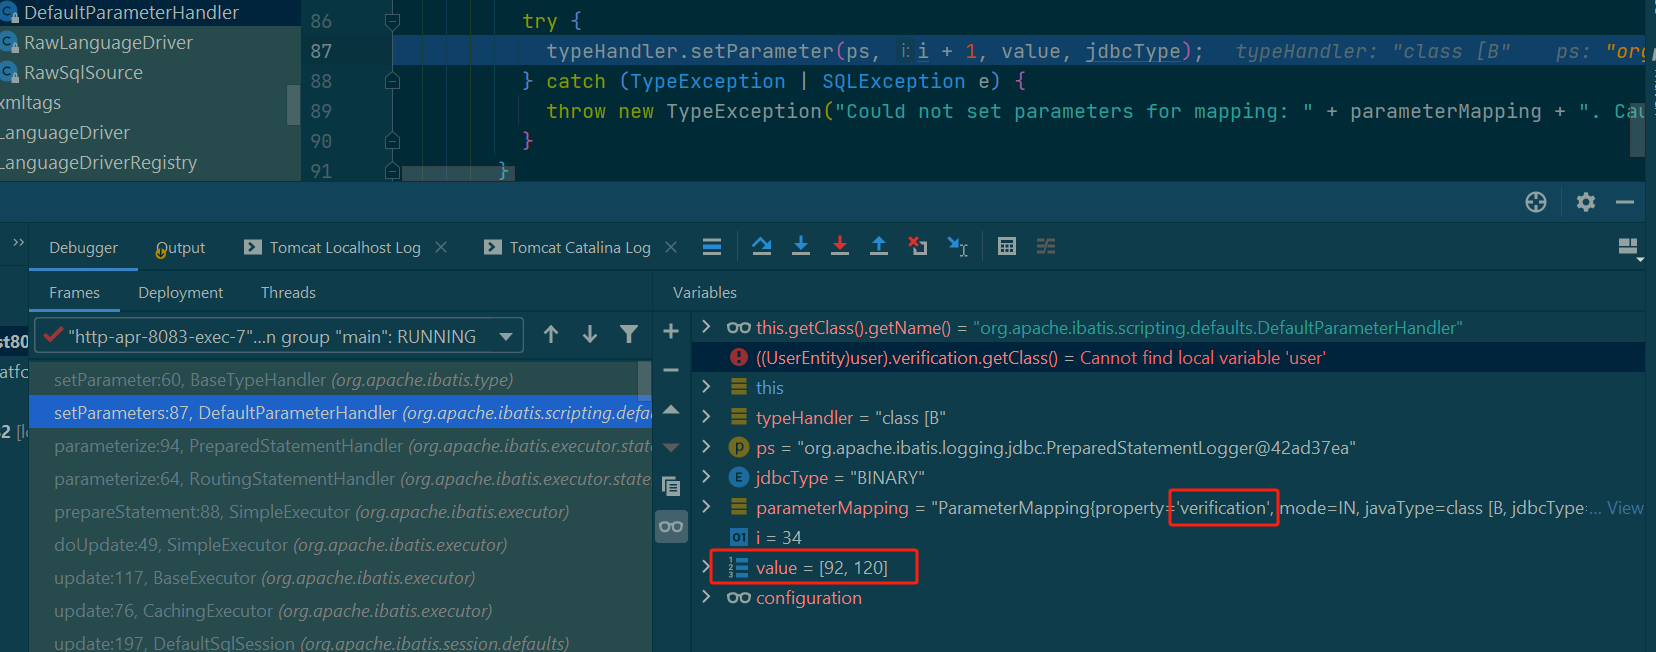 DefaultParameterHandler
RawLanguageDriver
RawSqlSource
xmltags
LanguageDriver
LanguageDriverRegistry
86 try {
87 typeHandler.setParameter(ps, i: i + 1, value, jdbcType); typeHandler: "class [B" ps: "org
88 } catch (TypeException | SQLException e) {
89 throw new TypeException("Could not set parameters for mapping: " + parameterMapping + ". Cau
90 }
91 }
Debugger Output Tomcat Localhost Log Tomcat Catalina Log
Frames Deployment Threads
"http-apr-8083-exec-7"...n group "main": RUNNING
setParameter:60, BaseTypeHandler (org.apache.ibatis.type)
setParameters:87, DefaultParameterHandler (org.apache.ibatis.scripting.defa
parameterize:94, PreparedStatementHandler (org.apache.ibatis.executor.state
parameterize:64, RoutingStatementHandler (org.apache.ibatis.executor.state
prepareStatement:88, SimpleExecutor (org.apache.ibatis.executor)
doUpdate:49, SimpleExecutor (org.apache.ibatis.executor)
update:117, BaseExecutor (org.apache.ibatis.executor)
update:76, CachingExecutor (org.apache.ibatis.executor)
update:197, DefaultSqlSession (org.apache.ibatis.session.defaults)
st80
atfo
2 [l
Variables
this.getClass().getName() = "org.apache.ibatis.scripting.defaults.DefaultParameterHandler"
((UserEntity)user).verification.getClass() = Cannot find local variable 'user'
this
typeHandler = "class [B"
ps = "org.apache.ibatis.logging.jdbc.PreparedStatementLogger@42ad37ea"
jdbcType = "BINARY"
parameterMapping = "ParameterMapping{property='verification', mode=IN, javaType=class [B, jdbcType=... View
i = 34
value = [92, 120]
configuration